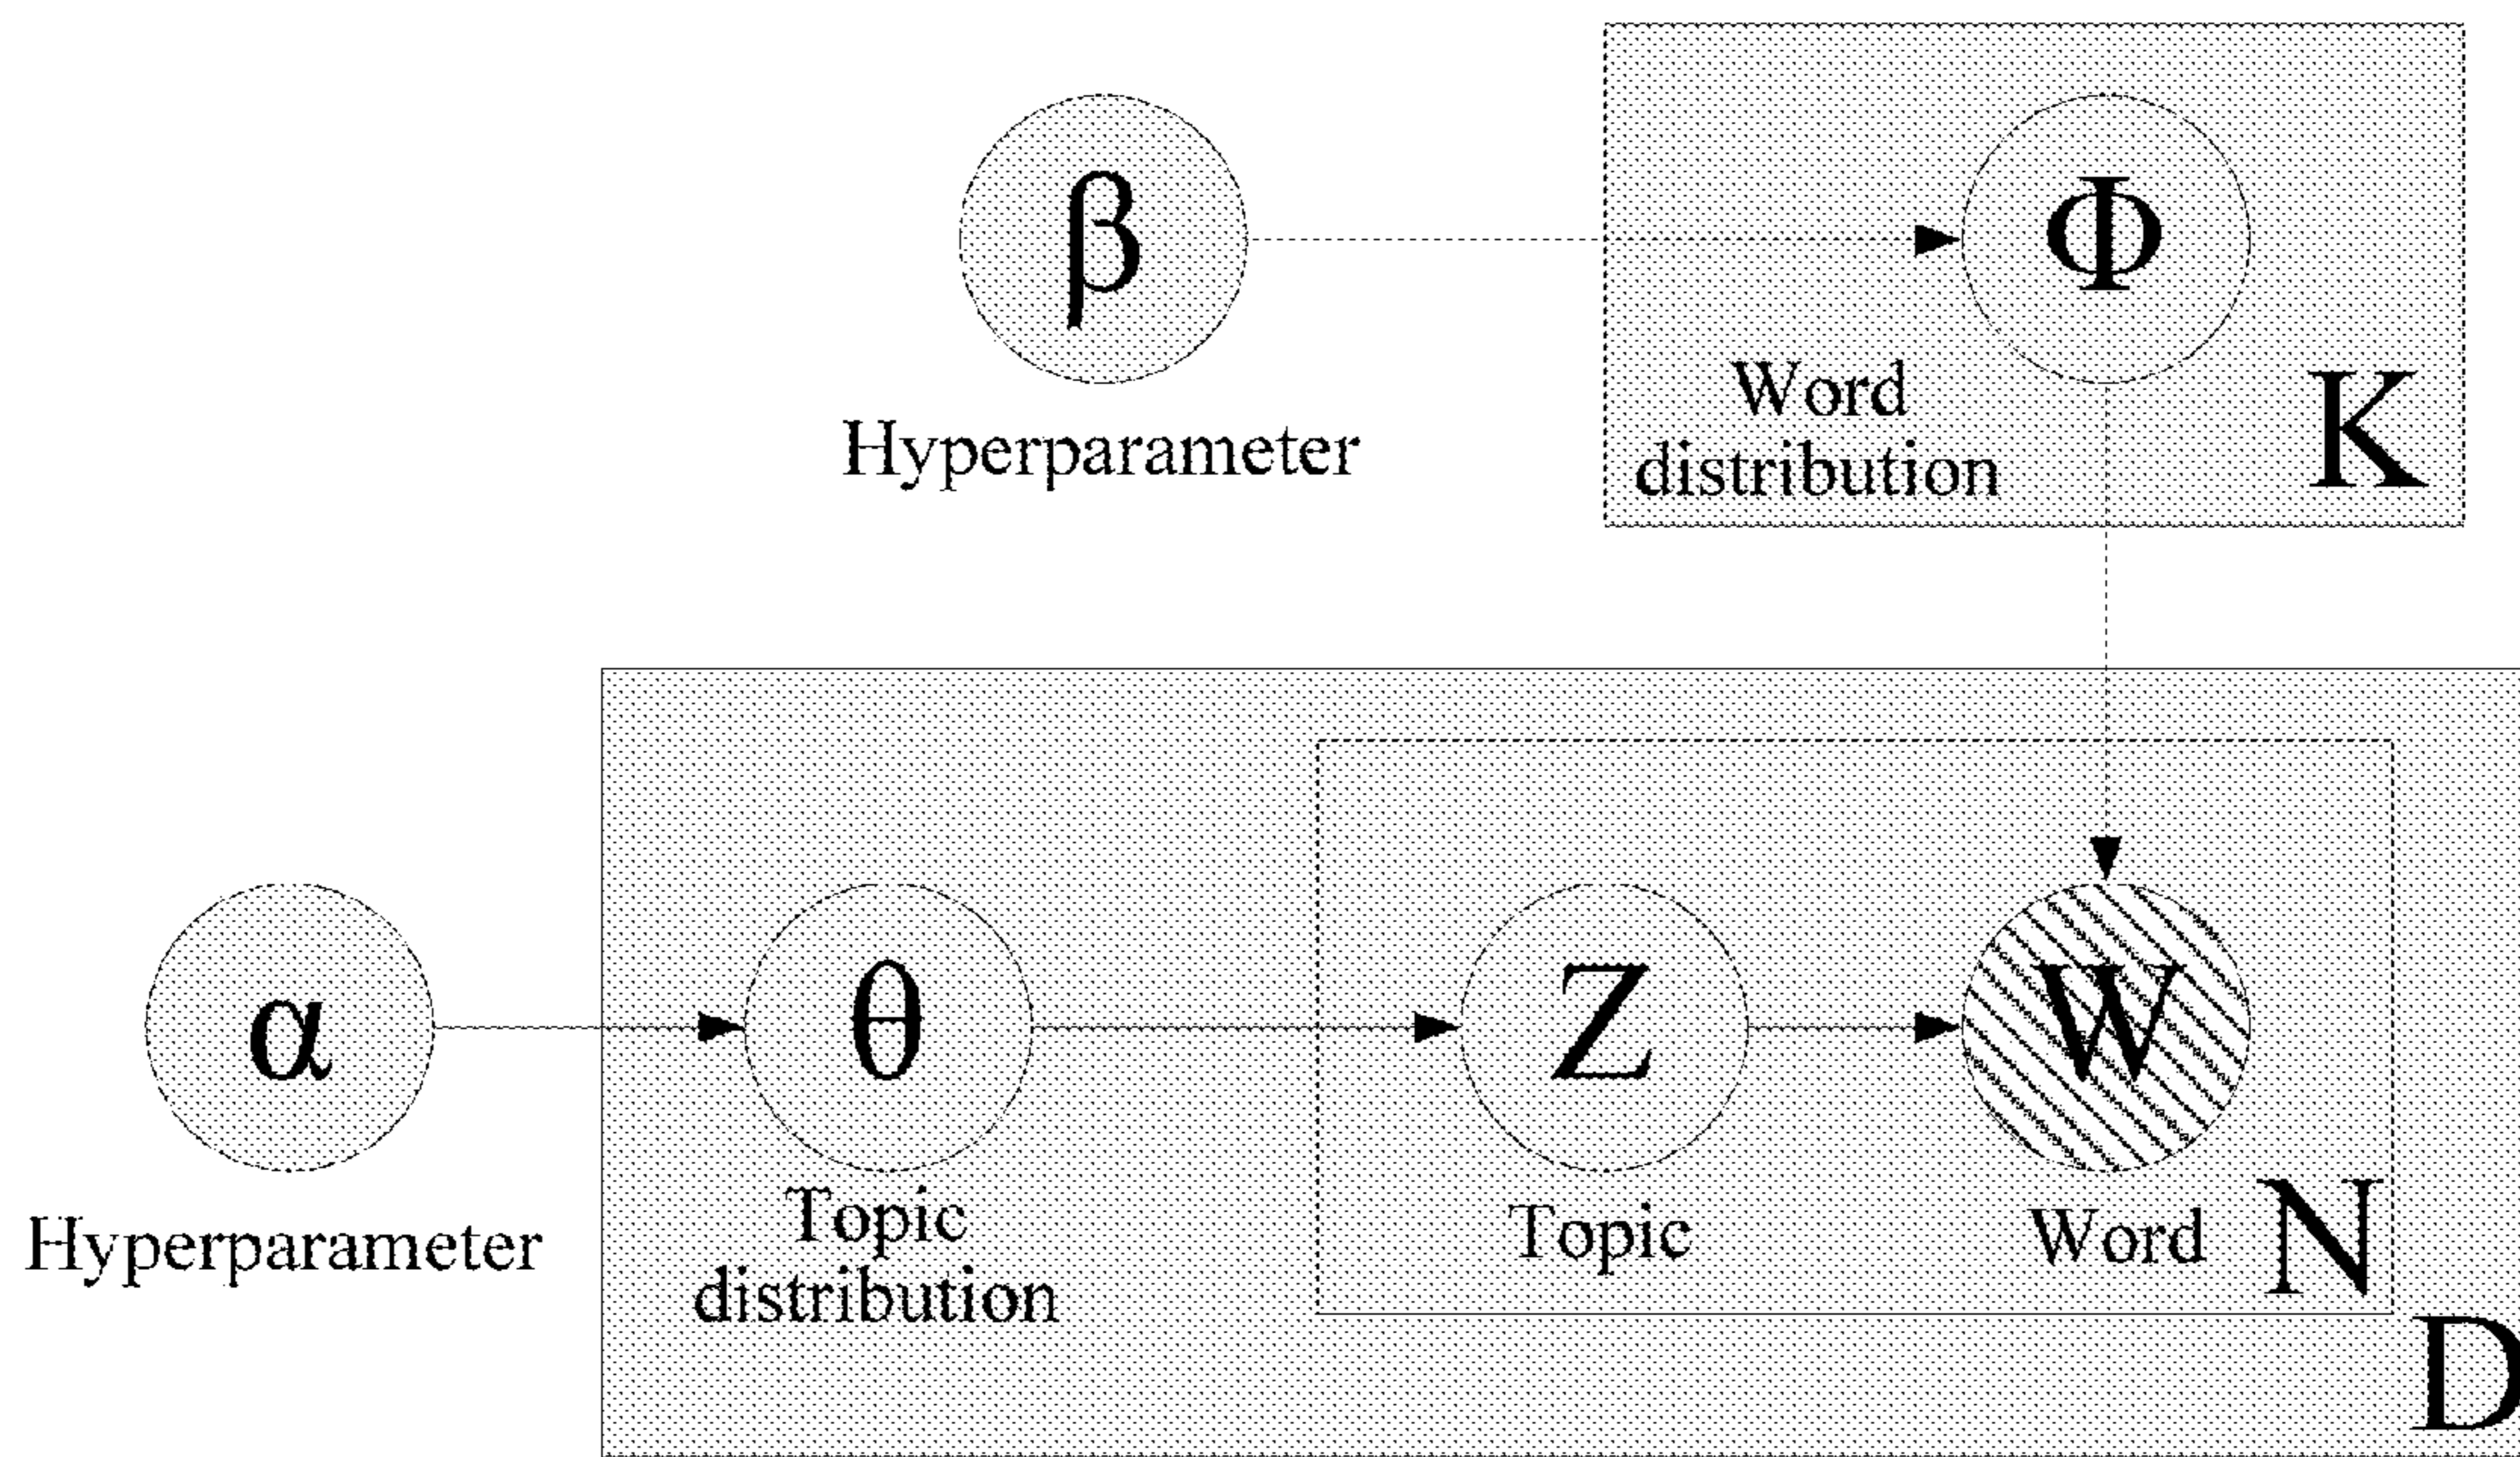 β
Hyperparameter
Φ
Word
distribution
K
α
Hyperparameter
θ
Topic
distribution
Z
Topic
W
Word
N
D